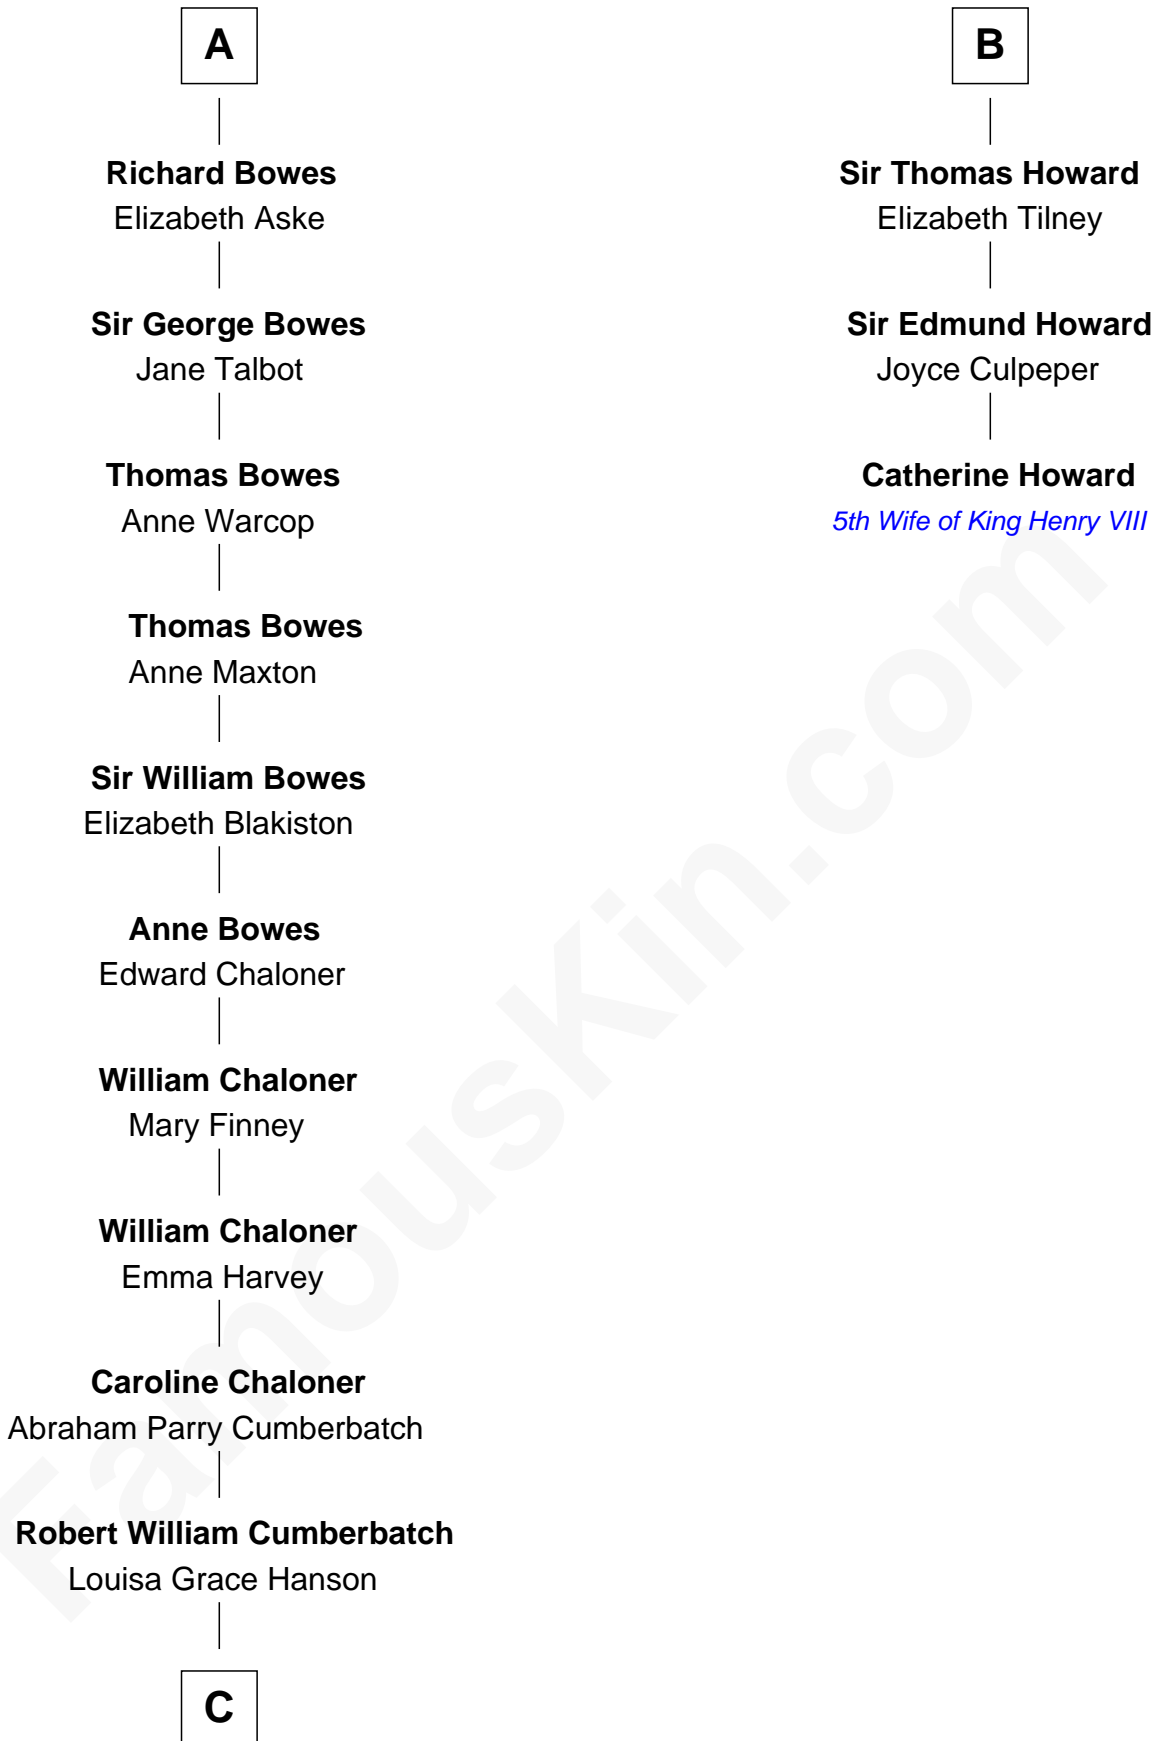 A
Richard Bowes
Elizabeth Aske
Sir George Bowes
Jane Talbot
Thomas Bowes
Anne Warcop
Thomas Bowes
Anne Maxton
Sir William Bowes
Elizabeth Blakiston
Anne Bowes
Edward Chaloner
William Chaloner
Mary Finney
William Chaloner
Emma Harvey
Caroline Chaloner
Abraham Parry Cumberbatch
Robert William Cumberbatch
Louisa Grace Hanson
C
B
Sir Thomas Howard
Elizabeth Tilney
Sir Edmund Howard
Joyce Culpeper
Catherine Howard
5th Wife of King Henry VIII
FamousKin.com